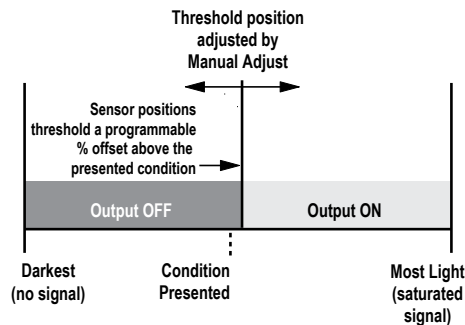 Threshold position
adjusted by
Manual Adjust
Sensor positions
threshold a programmable
% offset above the
presented condition
Output OFF
Output ON
Darkest
(no signal)
Condition
Presented
Most Light
(saturated
signal)